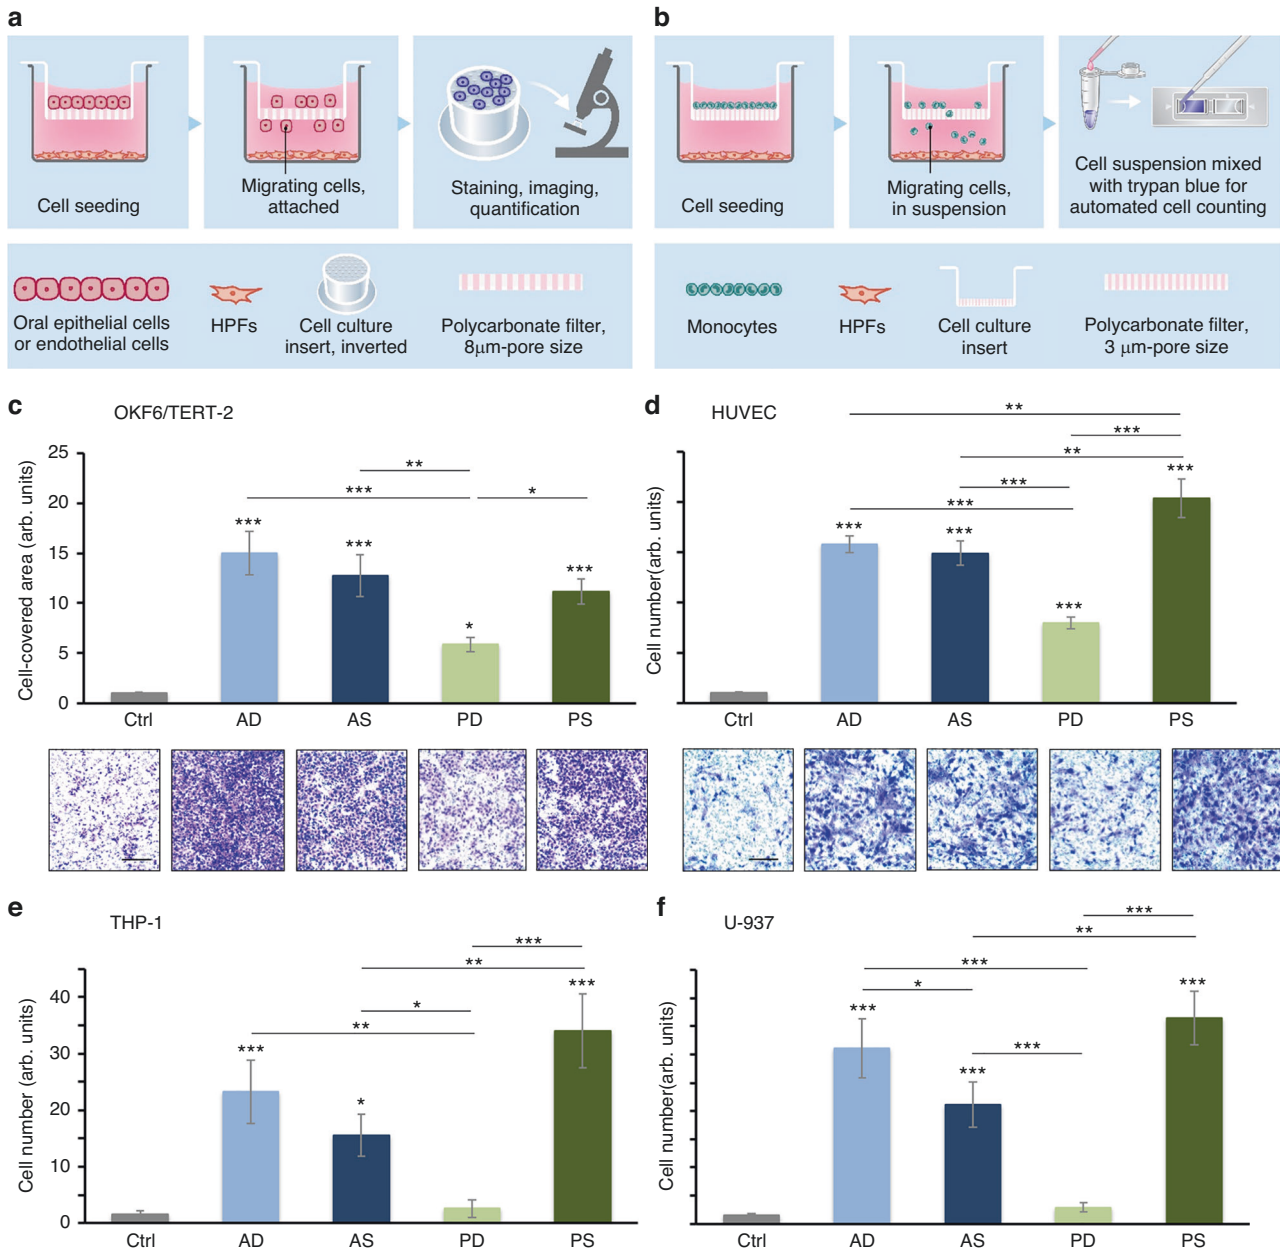 a
Cell seeding
Migrating cells,
attached
Staining, imaging,
quantification
Oral epithelial cells
or endothelial cells
HPFs
Cell culture
insert, inverted
Polycarbonate filter,
8μm-pore size
b
Cell seeding
Migrating cells,
in suspension
Cell suspension mixed
with trypan blue for
automated cell counting
Monocytes
HPFs
Cell culture
insert
Polycarbonate filter,
3 μm-pore size
c
OKF6/TERT-2
Cell-covered area (arb. units)
25
20
15
10
5
0
**
***
*
***
***
*
***
Ctrl
AD
AS
PD
PS
d
HUVEC
Cell number(arb. units)
**
***
**
***
***
***
***
***
***
Ctrl
AD
AS
PD
PS
e
THP-1
Cell number (arb. units)
40
30
20
10
0
***
**
*
**
***
*
***
Ctrl
AD
AS
PD
PS
f
U-937
Cell number(arb. units)
***
**
***
*
***
***
***
***
Ctrl
AD
AS
PD
PS